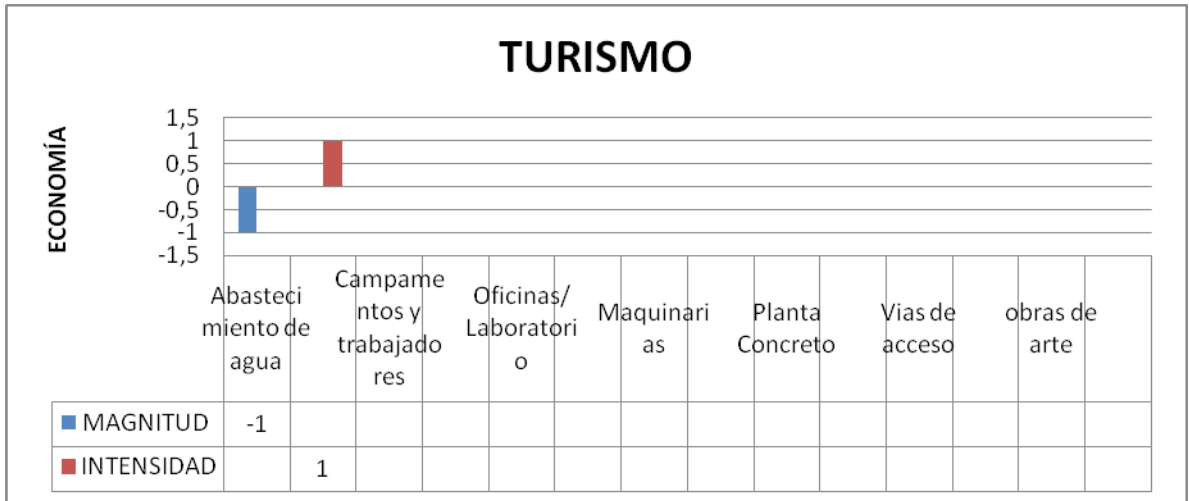 TURISMO
ECONOMÍA
1,5
1
0,5
0
-0,5
-1
-1,5
Abasteci
miento de
agua
Campame
ntos y
trabajado
res
Oficinas/
Laboratori
o
Maquinari
as
Planta
Concreto
Vias de
acceso
obras de
arte
MAGNITUD -1
INTENSIDAD 1